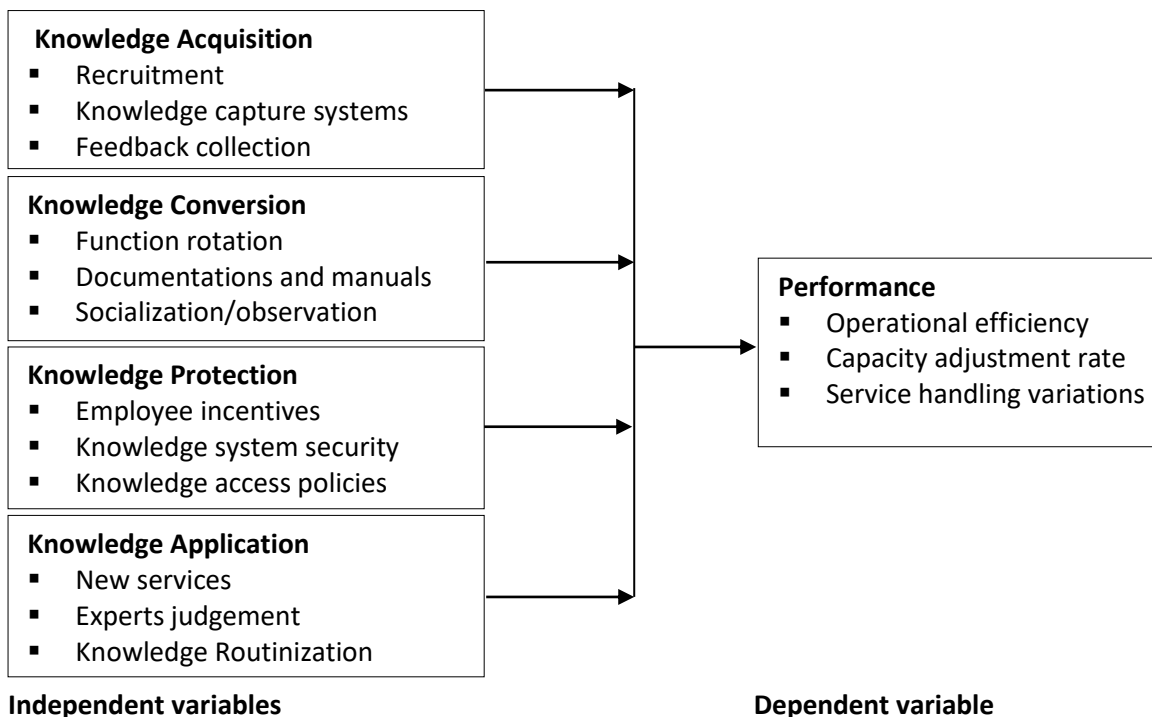 Knowledge Acquisition
▪ Recruitment
▪ Knowledge capture systems
▪ Feedback collection
Knowledge Conversion
▪ Function rotation
▪ Documentations and manuals
▪ Socialization/observation
Knowledge Protection
▪ Employee incentives
▪ Knowledge system security
▪ Knowledge access policies
Knowledge Application
▪ New services
▪ Experts judgement
▪ Knowledge Routinization
Independent variables
Performance
▪ Operational efficiency
▪ Capacity adjustment rate
▪ Service handling variations
Dependent variable